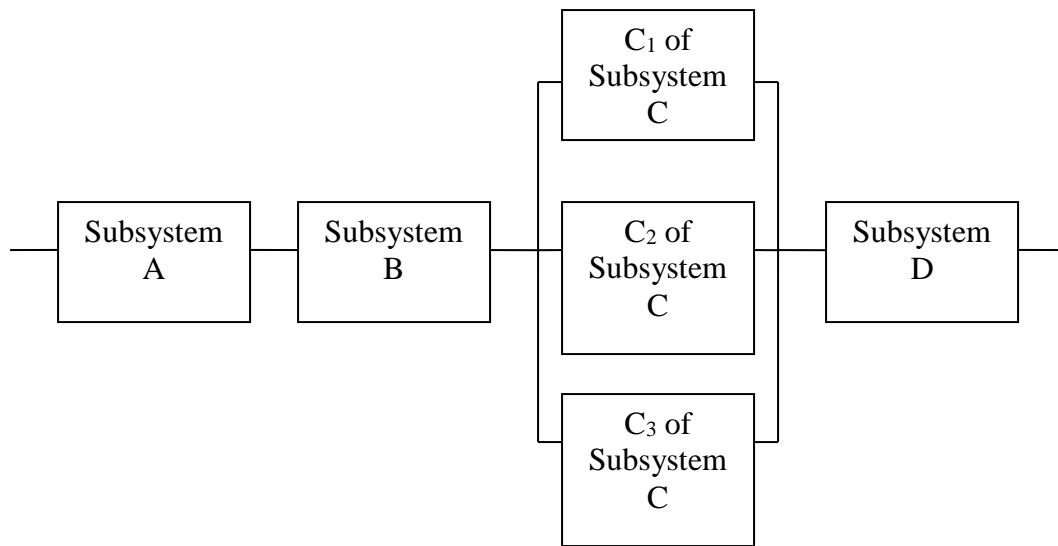 C₁ of
Subsystem
C
Subsystem
A
Subsystem
B
C₂ of
Subsystem
C
Subsystem
D
C₃ of
Subsystem
C